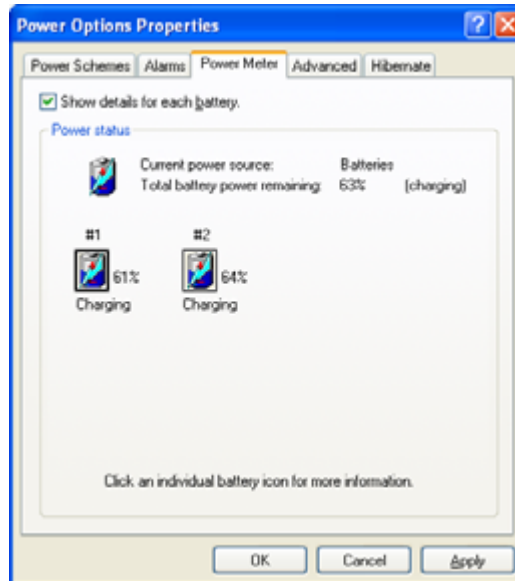 Power Options Properties
Power Schemes Alarms Power Meter Advanced Hibernate
Show details for each battery.
Power status
Current power source: Batteries
Total battery power remaining: 63% (charging)
#1 #2
61% 64%
Charging Charging
Click an individual battery icon for more information.
OK Cancel Apply